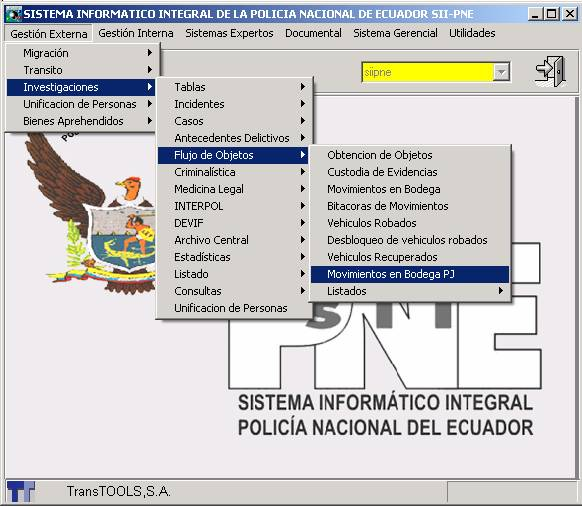 SISTEMA INFORMATICO INTEGRAL DE LA POLICIA NACIONAL DE ECUADOR SII-PNE
Gestión Externa Gestión Interna Sistemas Expertos Documental Sistema Gerencial Utilidades
siipne
Migración
Transito
Investigaciones
Unificacion de Personas
Bienes Aprehendidos
Tablas
Incidentes
Casos
Antecedentes Delictivos
Flujo de Objetos
Criminalística
Medicina Legal
INTERPOL
DEVIF
Archivo Central
Estadísticas
Listado
Consultas
Unificacion de Personas
Obtencion de Objetos
Custodia de Evidencias
Movimientos en Bodega
Bitacoras de Movimientos
Vehiculos Robados
Desbloqueo de vehiculos robados
Vehiculos Recuperados
Movimientos en Bodega PJ
Listados
PNE
SISTEMA INFORMÁTICO INTEGRAL
POLICÍA NACIONAL DEL ECUADOR
TT TransTOOLS,S.A.